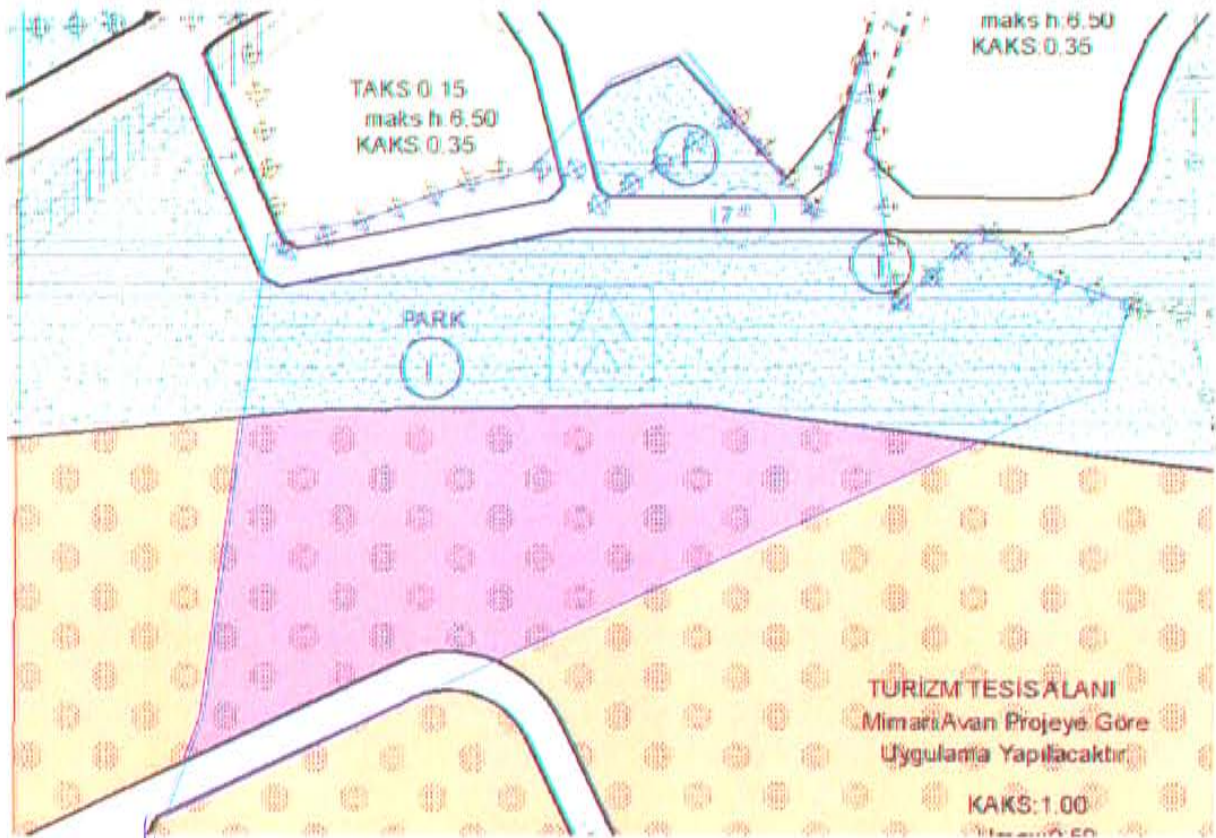 maks h:6.50
KAKS:0.35
TAKS:0.15
maks h:6.50
KAKS:0.35
7
PARK
TURİZM TESİS ALANI
Mimari Avan Projeye Göre
Uygulama Yapılacaktır.
KAKS:1.00